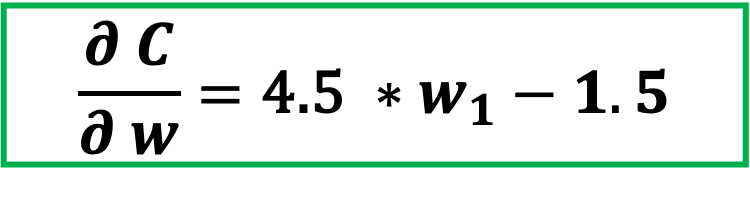 ∂ C
∂ w = 4.5 * w₁ − 1.5